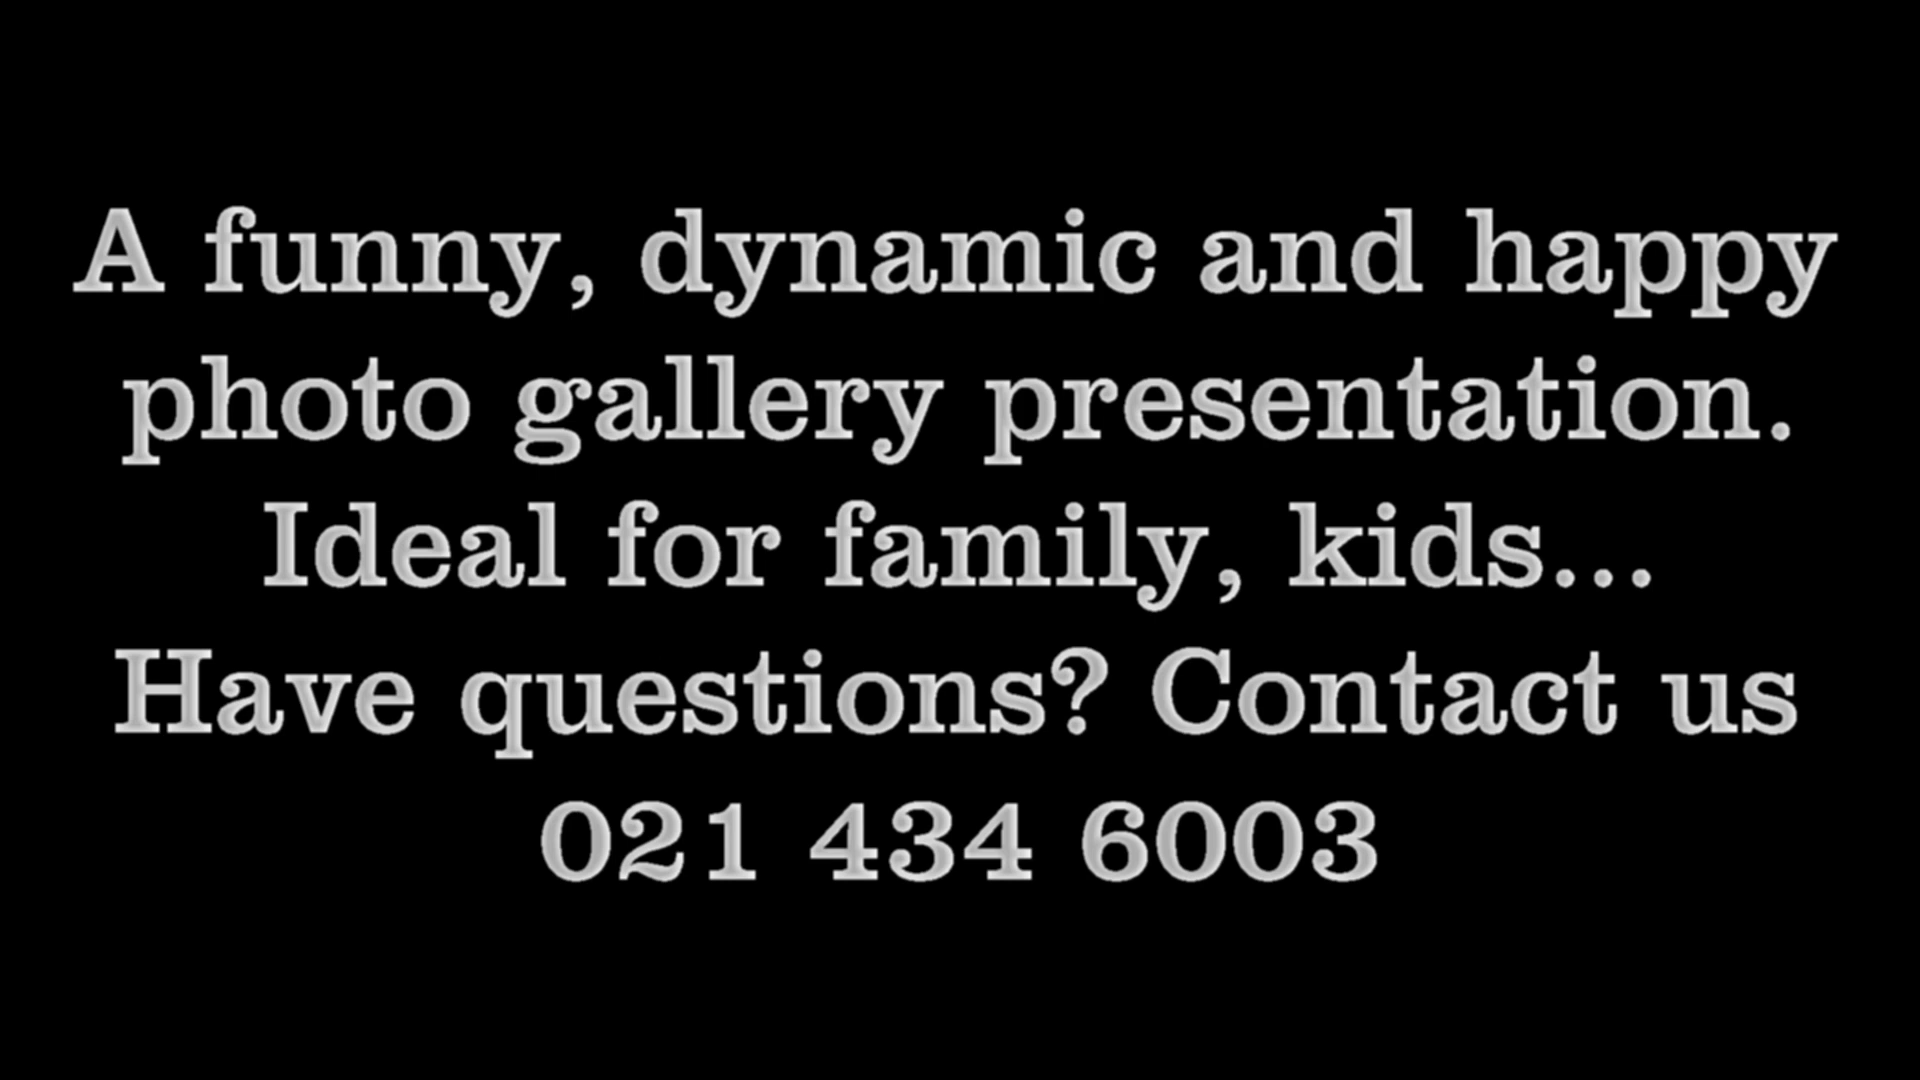 A funny, dynamic and happy
photo gallery presentation.
Ideal for family, kids...
Have questions? Contact us
021 434 6003